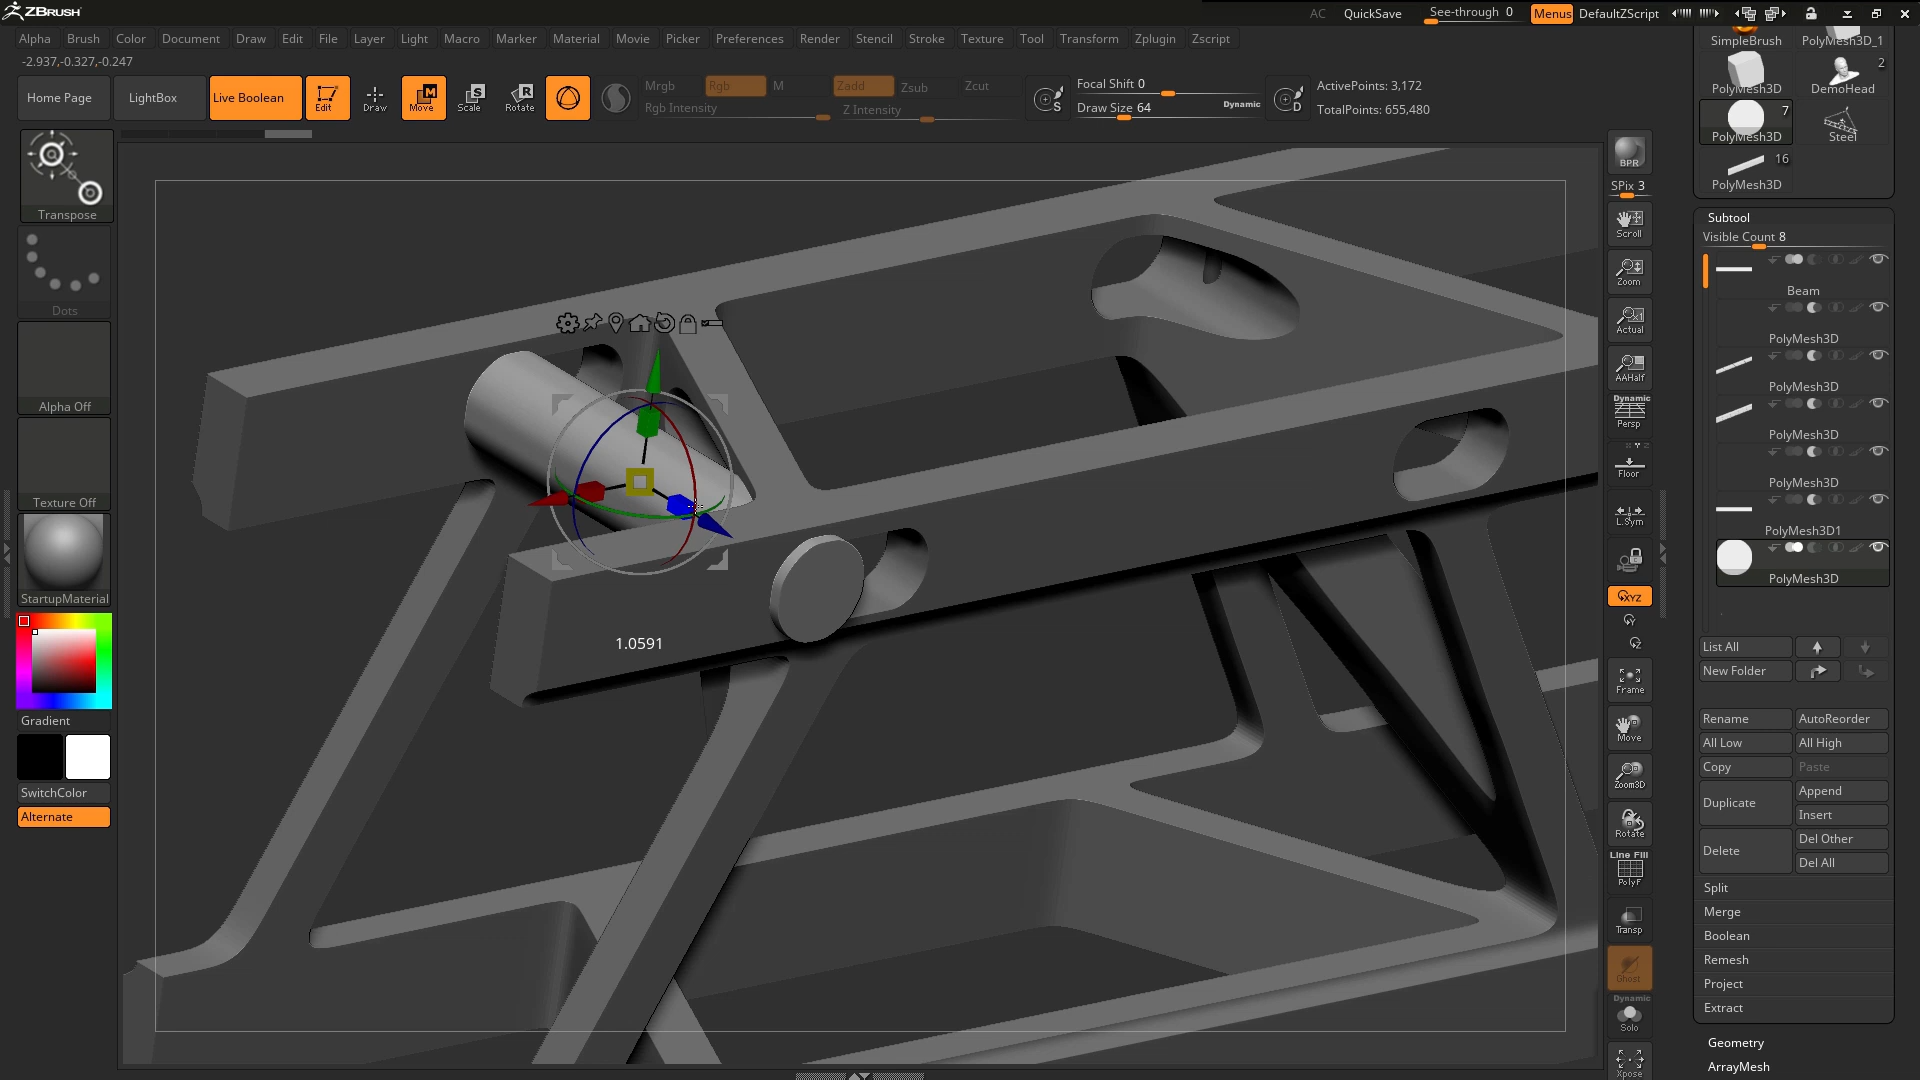 ZBRUSH
AC QuickSave See-through 0 Menus DefaultZScript
Alpha Brush Color Document Draw Edit File Layer Light Macro Marker Material Movie Picker Preferences Render Stencil Stroke Texture Tool Transform Zplugin Zscript
-2.937,-0.327,-0.247
Home Page
LightBox
Live Boolean
Edit
Draw
Move
Scale
Rotate
Mrgb Rgb M
Rgb Intensity
Zadd Zsub Zcut
Z Intensity
S
Focal Shift 0
Draw Size 64
Dynamic
D
ActivePoints: 3,172
TotalPoints: 655,480
Transpose
Dots
Alpha Off
Texture Off
StartupMaterial
Gradient
SwitchColor
Alternate
1.0591
BPR
SPix 3
Scroll
Zoom
Actual
AAHalf
Dynamic
Persp
Floor
L.Sym
XYZ
Y
Z
Frame
Move
Zoom3D
Rotate
Line Fill
PolyF
Transp
Ghost
Dynamic
Solo
Xpose
SimpleBrush PolyMesh3D_1
2
PolyMesh3D DemoHead
7
PolyMesh3D Steel
16
PolyMesh3D
Subtool
Visible Count 8
Beam
PolyMesh3D
PolyMesh3D
PolyMesh3D
PolyMesh3D
PolyMesh3D1
PolyMesh3D
List All
New Folder
Rename AutoReorder
All Low All High
Copy Paste
Duplicate Append
Insert
Delete Del Other
Del All
Split
Merge
Boolean
Remesh
Project
Extract
Geometry
ArrayMesh